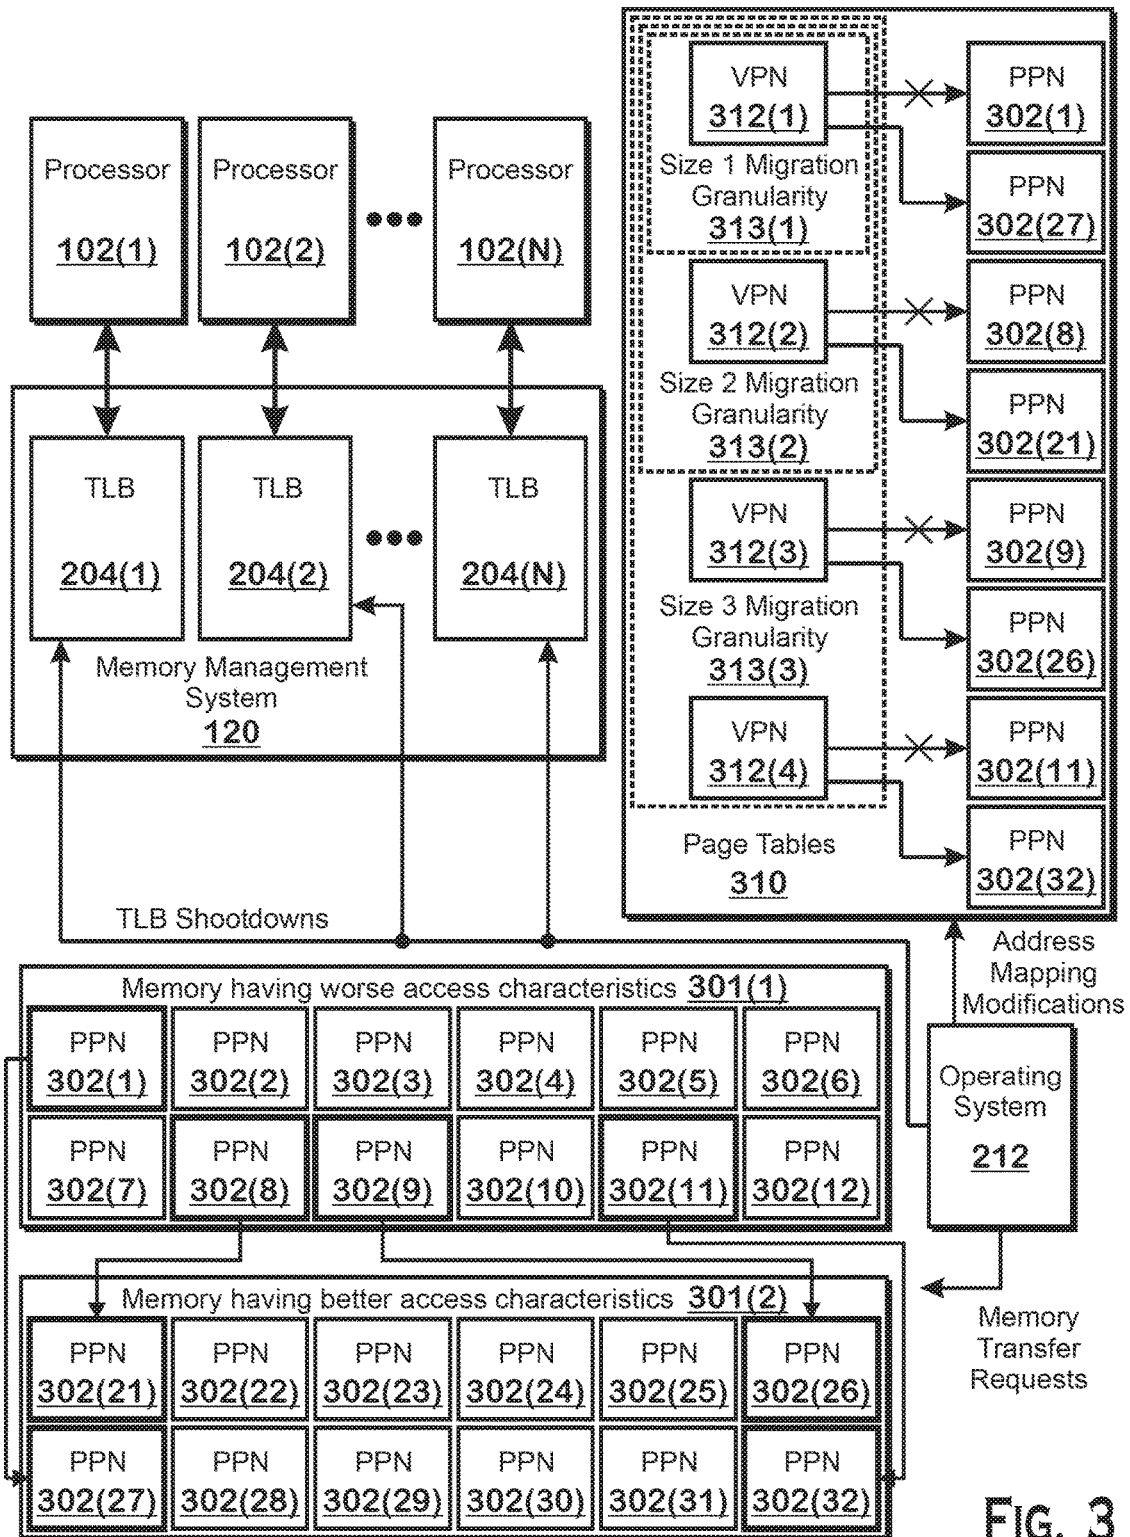 Processor
102(1)
Processor
102(2)
Processor
102(N)
TLB
204(1)
TLB
204(2)
TLB
204(N)
Memory Management
System
120
VPN
312(1)
Size 1 Migration
Granularity
313(1)
VPN
312(2)
Size 2 Migration
Granularity
313(2)
VPN
312(3)
Size 3 Migration
Granularity
313(3)
VPN
312(4)
Page Tables
310
PPN
302(1)
PPN
302(27)
PPN
302(8)
PPN
302(21)
PPN
302(9)
PPN
302(26)
PPN
302(11)
PPN
302(32)
TLB Shootdowns
Address
Mapping
Modifications
Operating
System
212
Memory
Transfer
Requests
Memory having worse access characteristics 301(1)
PPN PPN PPN PPN PPN PPN
302(1) 302(2) 302(3) 302(4) 302(5) 302(6)
PPN PPN PPN PPN PPN PPN
302(7) 302(8) 302(9) 302(10) 302(11) 302(12)
Memory having better access characteristics 301(2)
PPN PPN PPN PPN PPN PPN
302(21) 302(22) 302(23) 302(24) 302(25) 302(26)
PPN PPN PPN PPN PPN PPN
302(27) 302(28) 302(29) 302(30) 302(31) 302(32)
FIG. 3